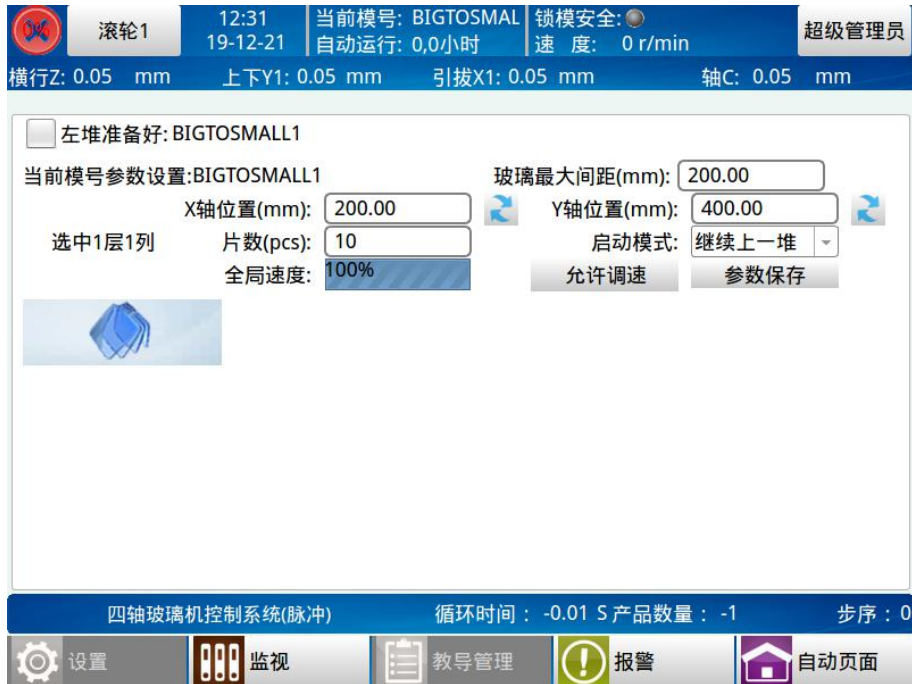 滚轮1
12:31
19-12-21
当前模号: BIGTOSMAL
自动运行: 0,0小时
锁模安全:
速 度: 0 r/min
超级管理员
横行Z: 0.05 mm 上下Y1: 0.05 mm 引拔X1: 0.05 mm 轴C: 0.05 mm
左堆准备好: BIGTOSMALL1
当前模号参数设置:BIGTOSMALL1 玻璃最大间距(mm): 200.00
X轴位置(mm): 200.00 Y轴位置(mm): 400.00
选中1层1列 片数(pcs): 10 启动模式: 继续上一堆
全局速度: 100% 允许调速 参数保存
四轴玻璃机控制系统(脉冲) 循环时间： -0.01 S 产品数量： -1 步序：0
设置 监视 教导管理 报警 自动页面